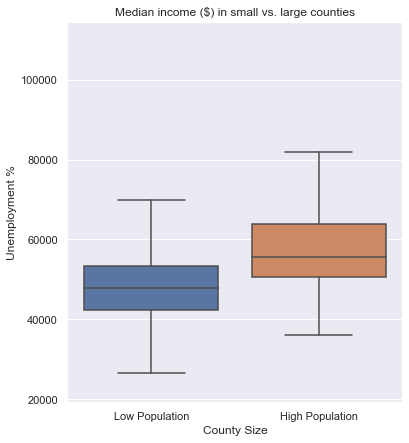 Median income ($) in small vs. large counties
100000
80000
60000
40000
20000
Unemployment %
Low Population
High Population
County Size